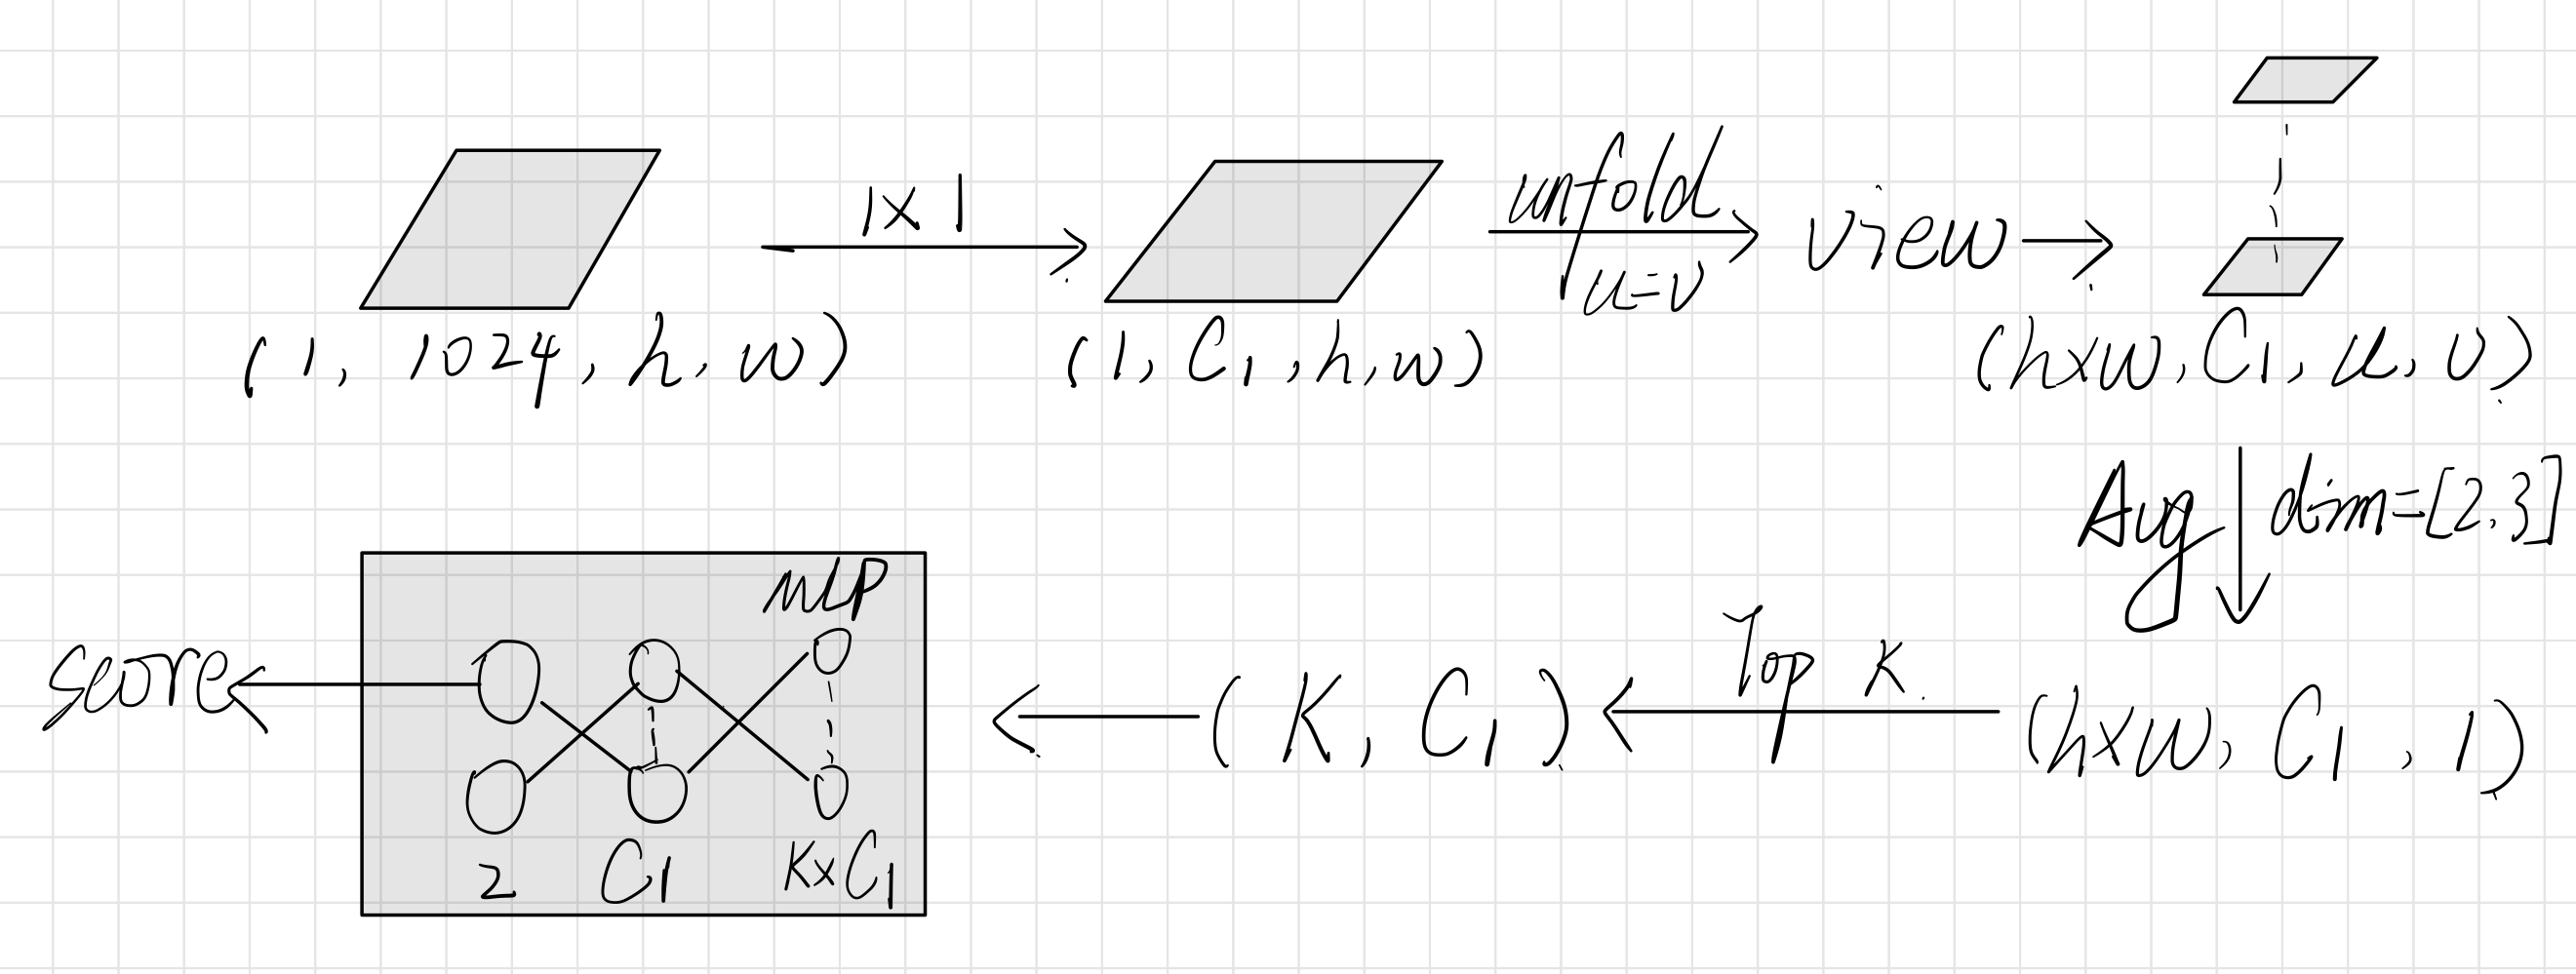 1×1
unfold
u=v
view
(1, 1024, h, w)
(1, C1, h, w)
(h×w, C1, u, v)
Avg dim=[2,3]
(h×w, C1, 1)
Top K
(K, C1)
MLP
K×C1
C1
2
score